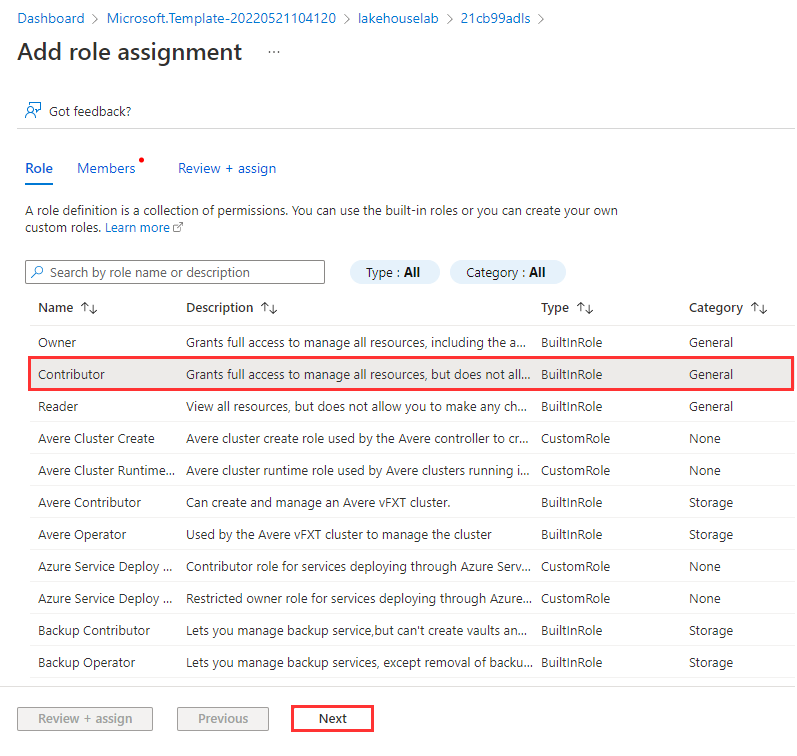 Dashboard > Microsoft.Template-20220521104120 > lakehouselab > 21cb99adls >
Add role assignment ...
Got feedback?
Role Members Review + assign
A role definition is a collection of permissions. You can use the built-in roles or you can create your own
custom roles. Learn more
Search by role name or description Type : All Category : All
Name Description Type Category
Owner Grants full access to manage all resources, including the a... BuiltInRole General
Contributor Grants full access to manage all resources, but does not all... BuiltInRole General
Reader View all resources, but does not allow you to make any ch... BuiltInRole General
Avere Cluster Create Avere cluster create role used by the Avere controller to cr... CustomRole None
Avere Cluster Runtime... Avere cluster runtime role used by Avere clusters running i... CustomRole None
Avere Contributor Can create and manage an Avere vFXT cluster. BuiltInRole Storage
Avere Operator Used by the Avere vFXT cluster to manage the cluster BuiltInRole Storage
Azure Service Deploy ... Contributor role for services deploying through Azure Serv... CustomRole None
Azure Service Deploy ... Restricted owner role for services deploying through Azure... CustomRole None
Backup Contributor Lets you manage backup service,but can't create vaults an... BuiltInRole Storage
Backup Operator Lets you manage backup services, except removal of backu... BuiltInRole Storage
Review + assign Previous Next